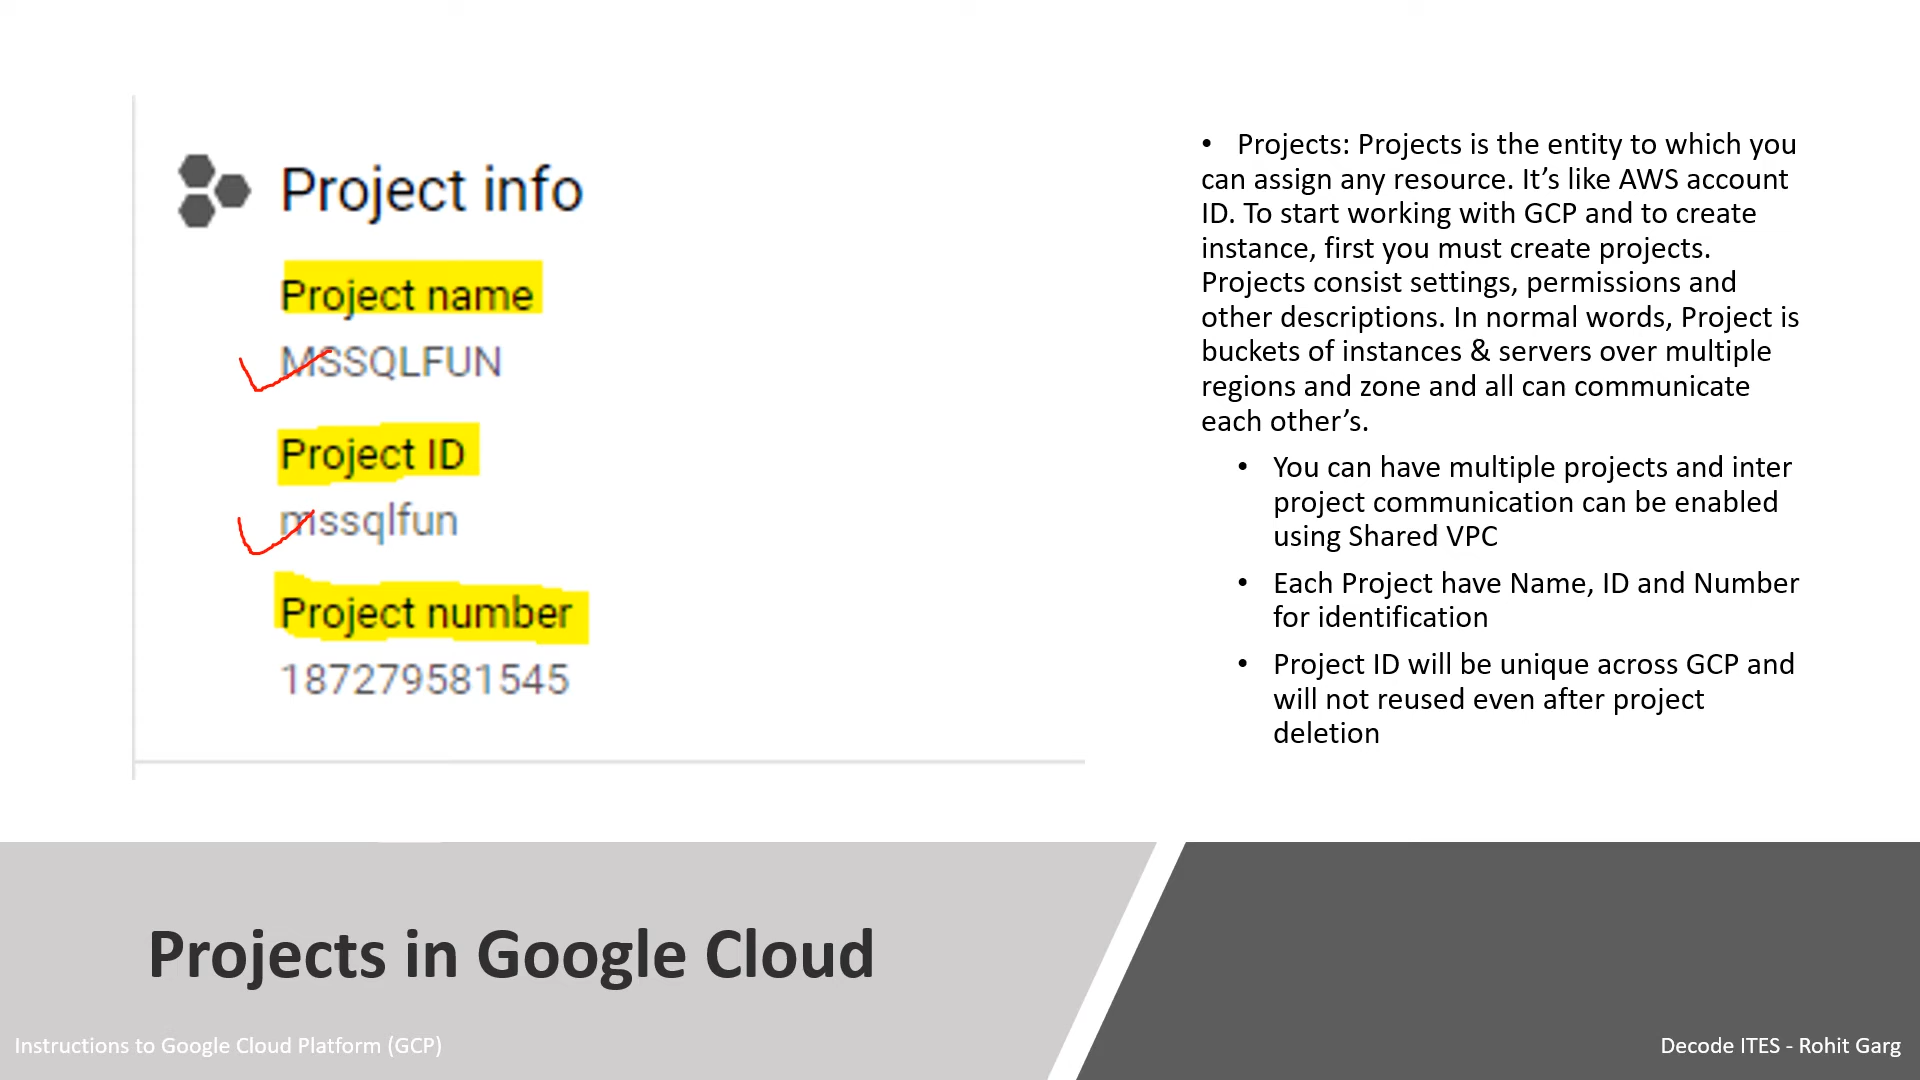 Project info
Project name
MSSQLFUN
Project ID
mssqlfun
Project number
187279581545
• Projects: Projects is the entity to which you
can assign any resource. It’s like AWS account
ID. To start working with GCP and to create
instance, first you must create projects.
Projects consist settings, permissions and
other descriptions. In normal words, Project is
buckets of instances & servers over multiple
regions and zone and all can communicate
each other’s.
• You can have multiple projects and inter
project communication can be enabled
using Shared VPC
• Each Project have Name, ID and Number
for identification
• Project ID will be unique across GCP and
will not reused even after project
deletion
Projects in Google Cloud
Instructions to Google Cloud Platform (GCP)
Decode ITES - Rohit Garg